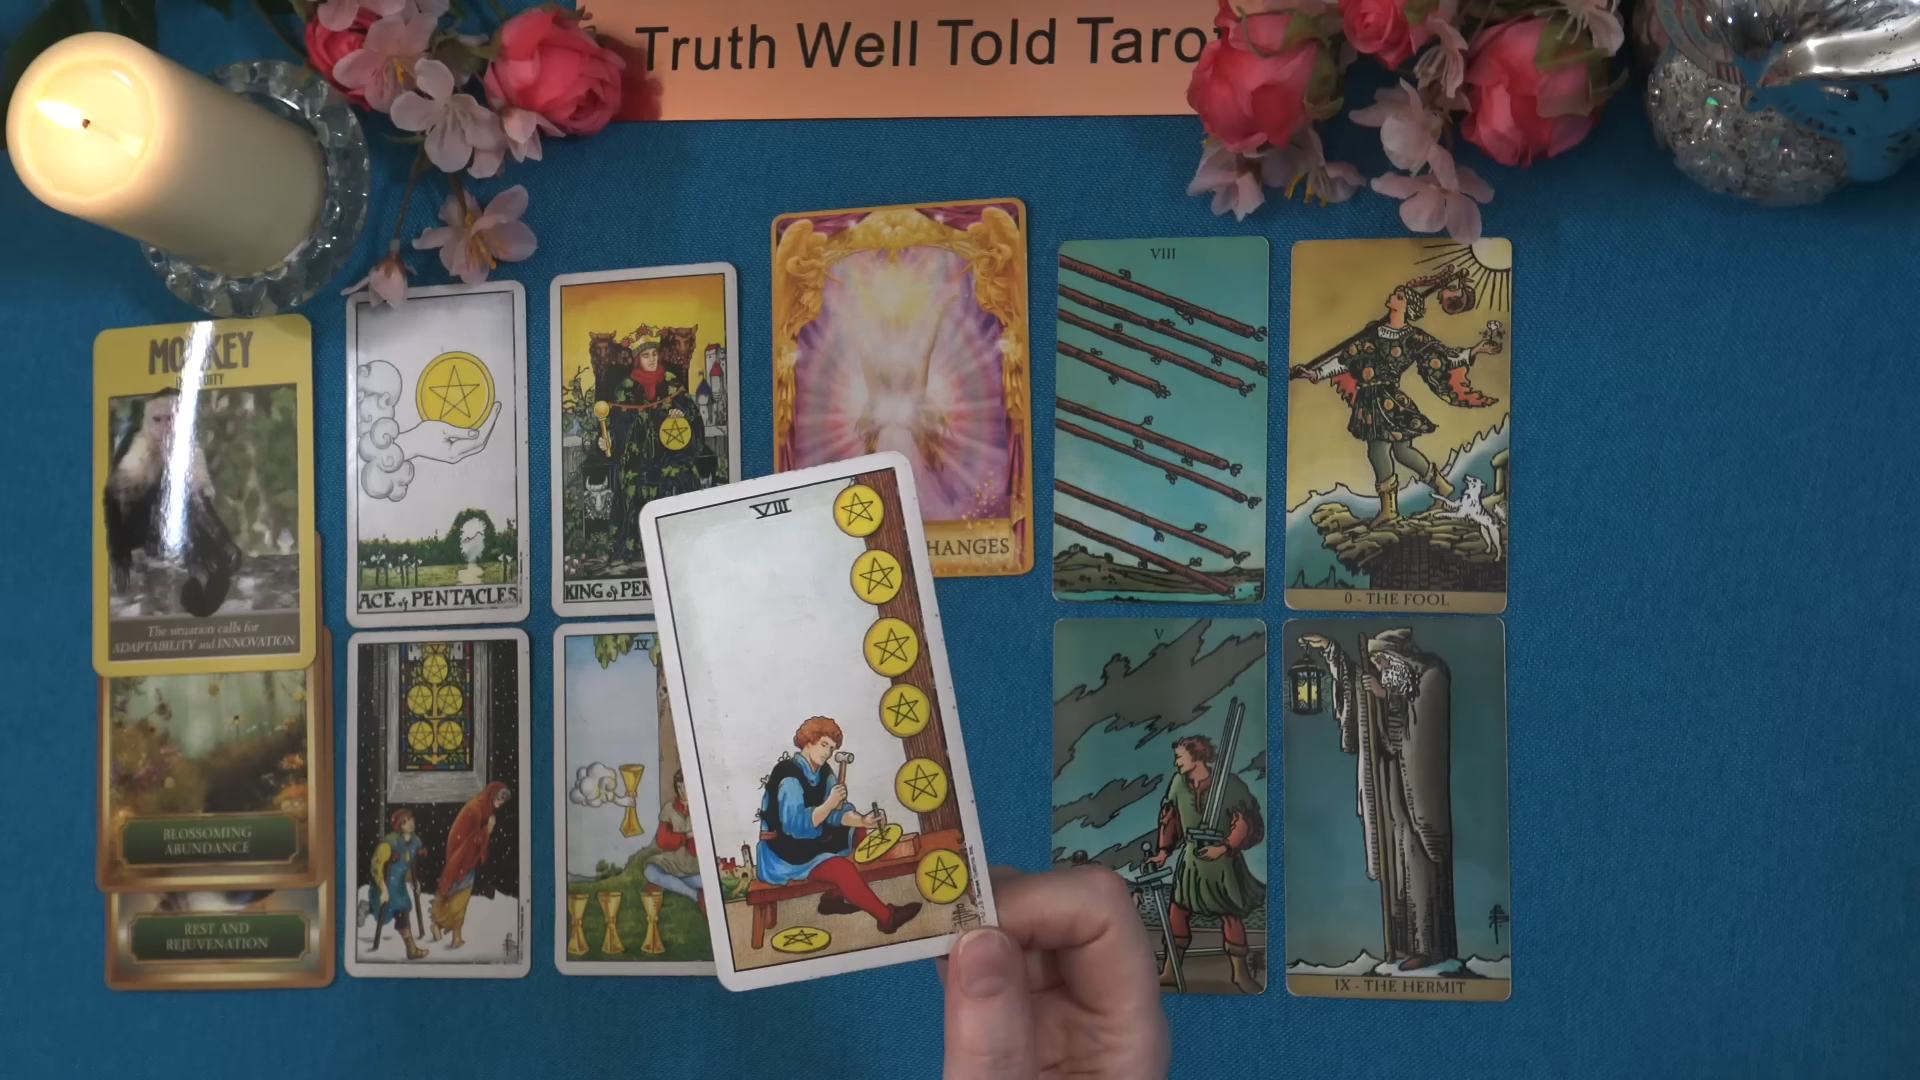 Truth Well Told Taro
MONKEY
The situation calls for
ADAPTABILITY and INNOVATION
BLOSSOMING
ABUNDANCE
REST AND
REJUVENATION
ACE of PENTACLES
KING of PEN
IV
VIII
HANGES
VIII
0 - THE FOOL
V
IX - THE HERMIT